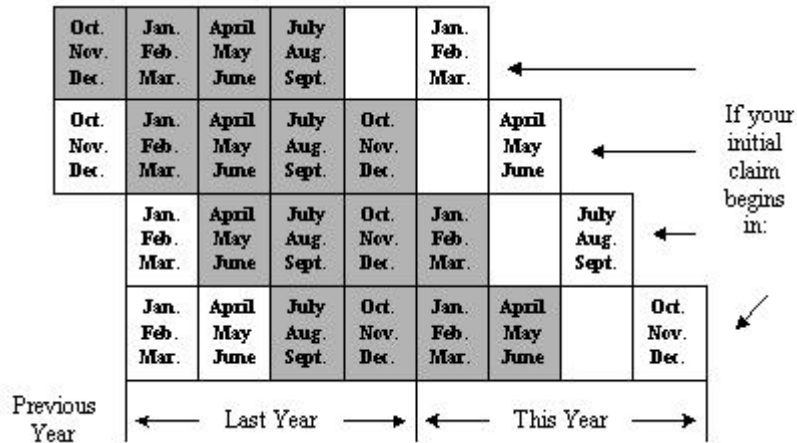 Oct. Jan. April July Jan.
Nov. Feb. May Aug. Feb.
Dec. Mar. June Sept. Mar.
Oct. Jan. April July Oct. April
Nov. Feb. May Aug. Nov. May
Dec. Mar. June Sept. Dec. June
Jan. April July Oct. Jan. July
Feb. May Aug. Nov. Feb. Aug.
Mar. June Sept. Dec. Mar. Sept.
Jan. April July Oct. Jan. April Oct.
Feb. May Aug. Nov. Feb. May Nov.
Mar. June Sept. Dec. Mar. June Dec.
If your
initial
claim
begins
in:
Previous
Year
Last Year
This Year